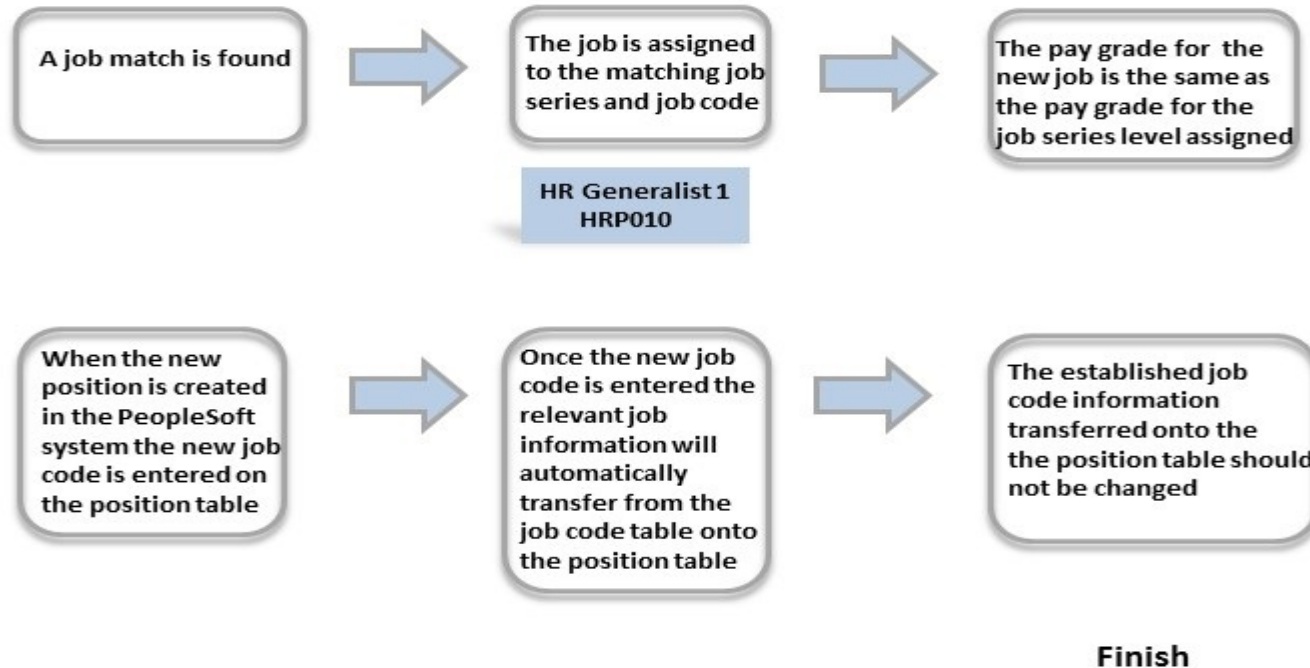 A job match is found
The job is assigned
to the matching job
series and job code
The pay grade for the
new job is the same as
the pay grade for the
job series level assigned
HR Generalist 1
HRP010
When the new
position is created
in the PeopleSoft
system the new job
code is entered on
the position table
Once the new job
code is entered the
relevant job
information will
automatically
transfer from the
job code table onto
the position table
The established job
code information
transferred onto the
the position table should
not be changed
Finish